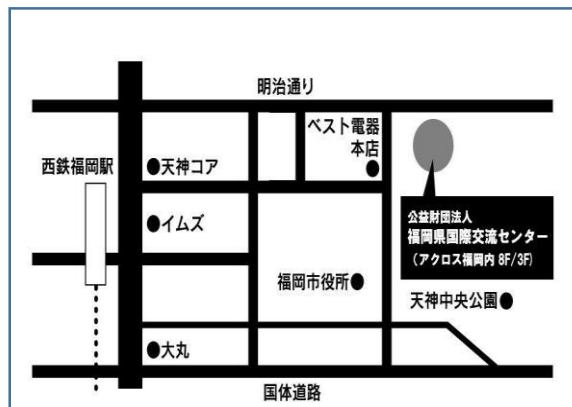 明治通り
ベスト電器
本店
西鉄福岡駅
天神コア
公益財団法人
福岡県国際交流センター
(アクロス福岡内 8F/3F)
イムズ
福岡市役所
天神中央公園
大丸
国体道路